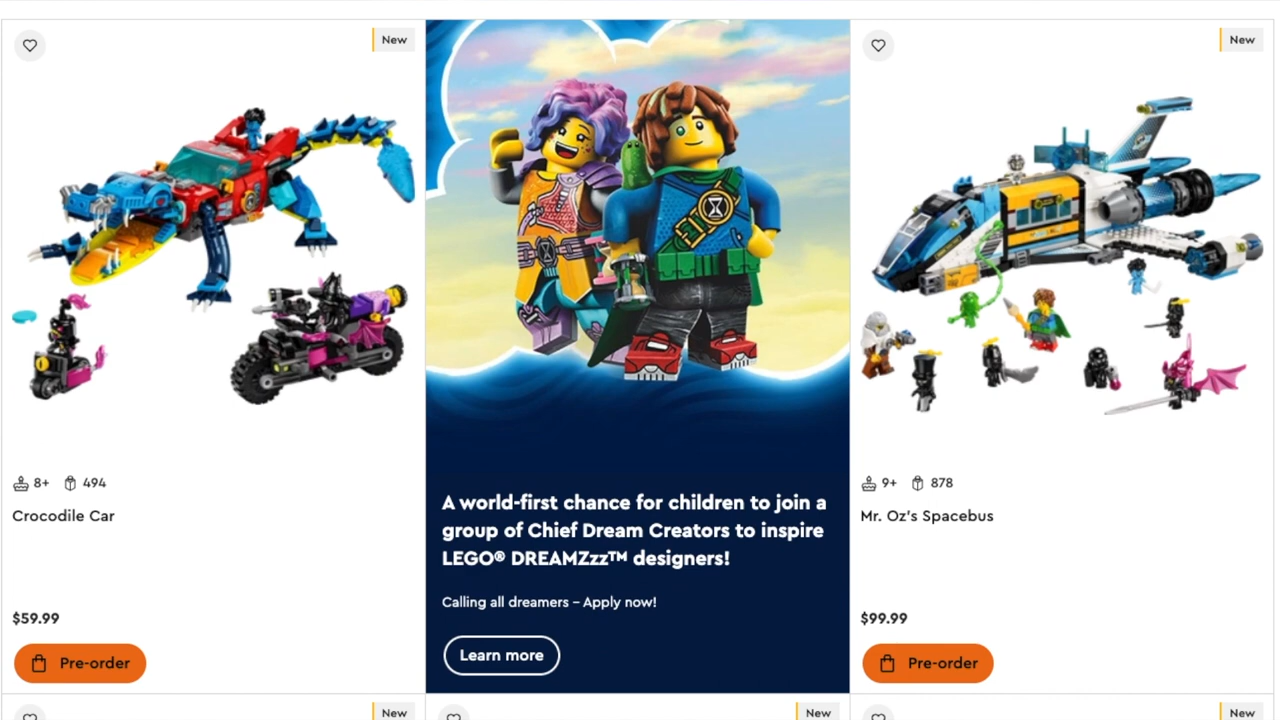 New
8+ 494
Crocodile Car
$59.99
Pre-order
A world-first chance for children to join a
group of Chief Dream Creators to inspire
LEGO® DREAMZzz™ designers!
Calling all dreamers – Apply now!
Learn more
New
9+ 878
Mr. Oz's Spacebus
$99.99
Pre-order
New
New
New